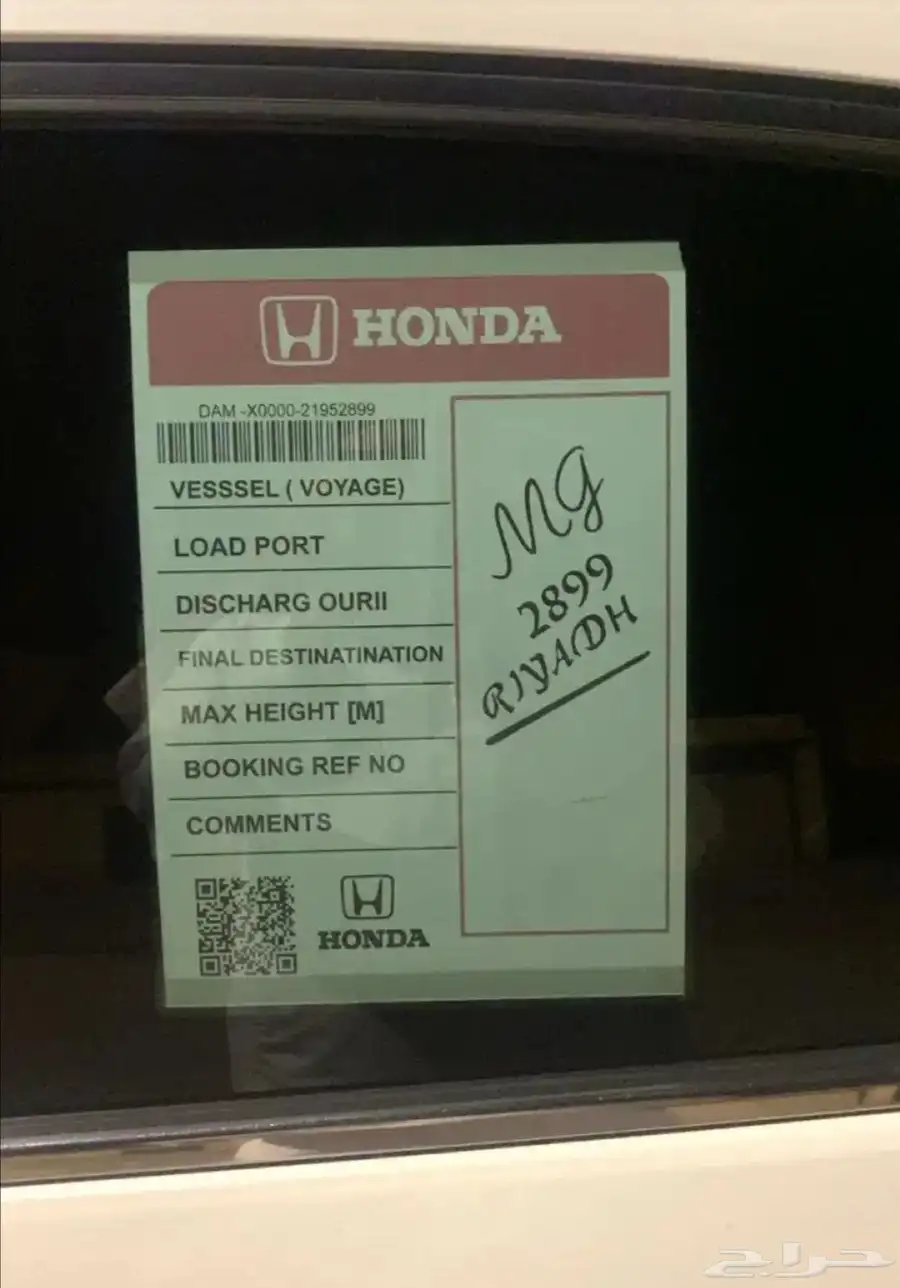 HONDA
DAM -X0000-21952899
VESSSEL ( VOYAGE)
LOAD PORT
DISCHARG OURII
FINAL DESTINATINATION
MAX HEIGHT [M]
BOOKING REF NO
COMMENTS
HONDA
MG
2899
RIYADH
حراج